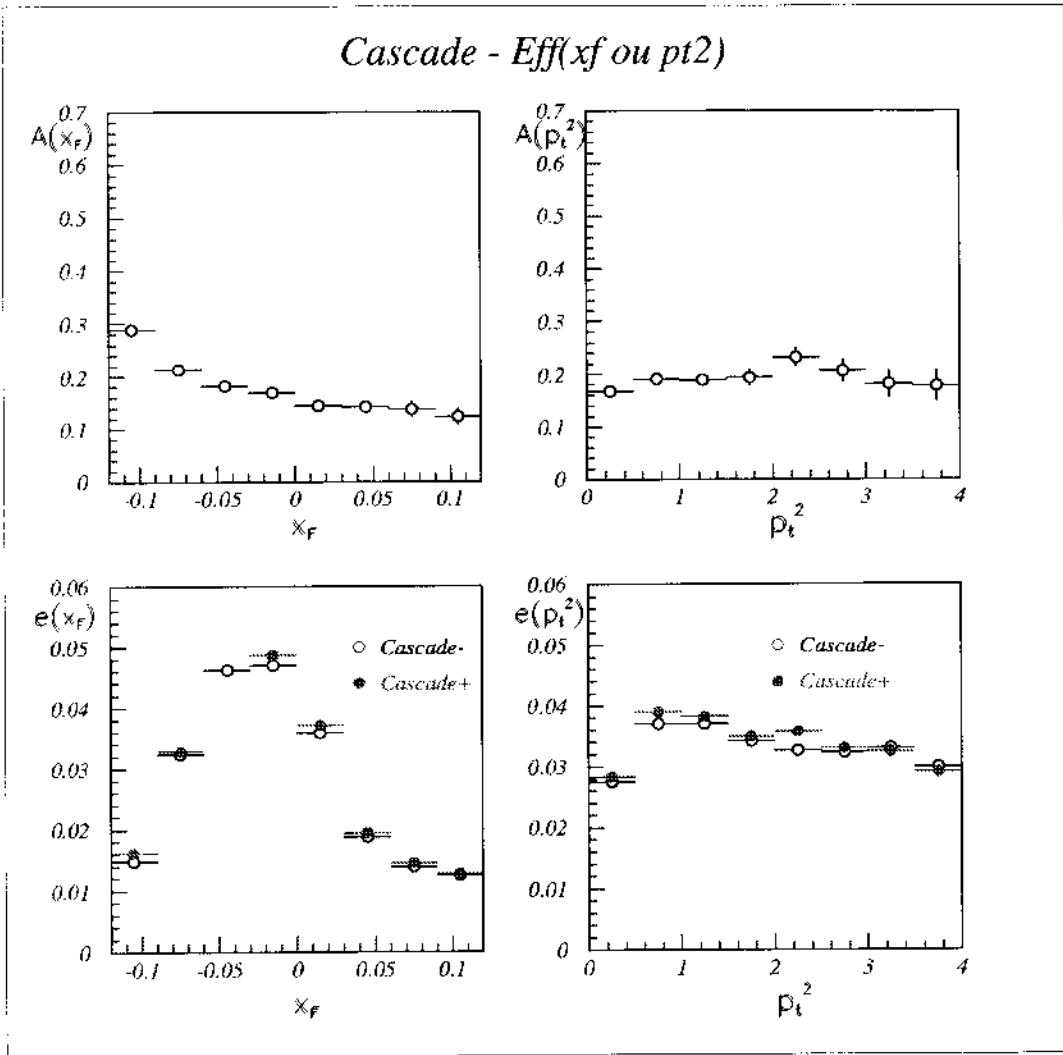 Cascade - Eff(xf ou pt2)
A(x_F)
0.7
0.6
0.5
0.4
0.3
0.2
0.1
0
-0.1 -0.05 0 0.05 0.1
x_F
A(p_t^2)
0.7
0.6
0.5
0.4
0.3
0.2
0.1
0
0 1 2 3 4
p_t^2
e(x_F)
0.06
0.05
0.04
0.03
0.02
0.01
0
Cascade-
Cascade+
-0.1 -0.05 0 0.05 0.1
x_F
e(p_t^2)
0.06
0.05
0.04
0.03
0.02
0.01
0
Cascade-
Cascade+
0 1 2 3 4
p_t^2